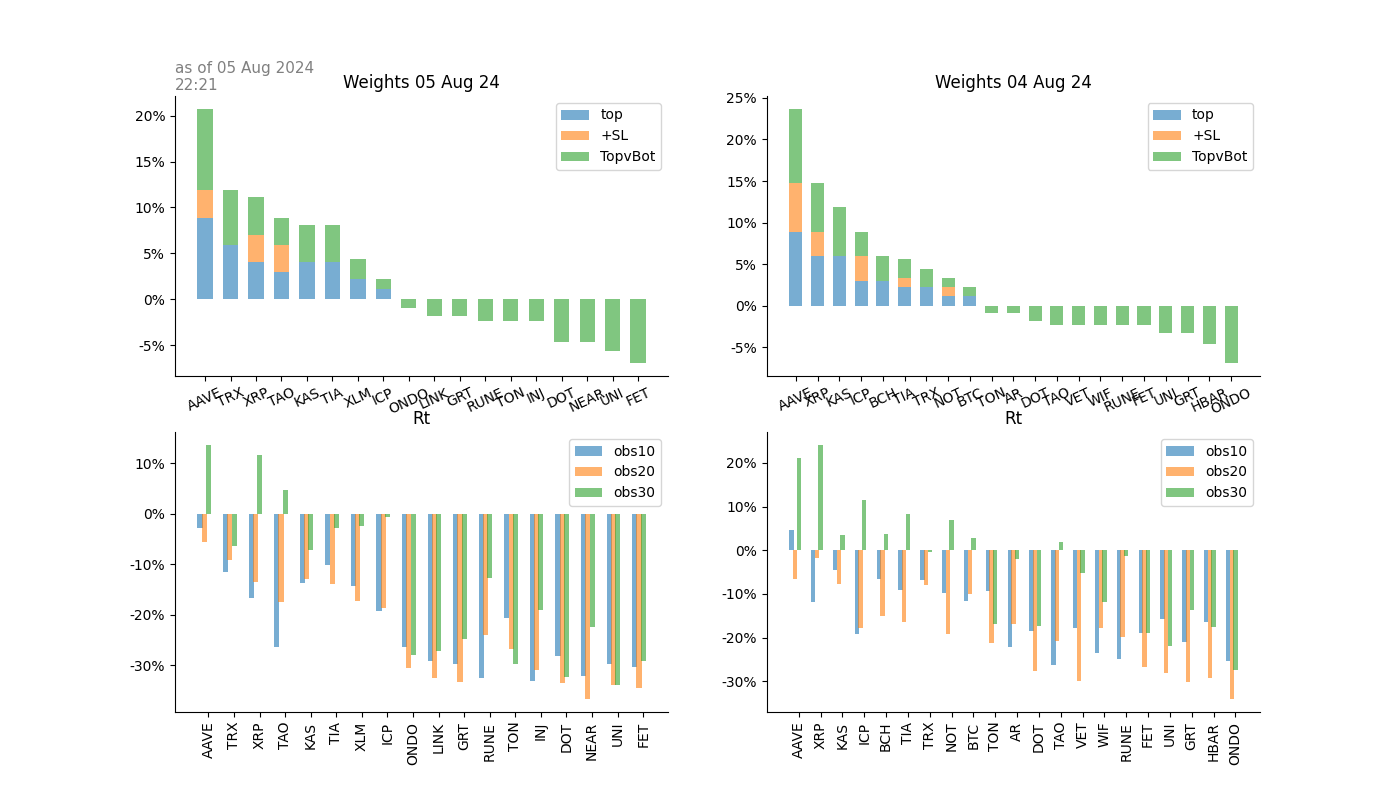 as of 05 Aug 2024
22:21
Weights 05 Aug 24
20%
15%
10%
5%
0%
-5%
top
+SL
TopvBot
AAVE TRX XRP TAO KAS TIA XLM ICP ONDO LINK GRT RUNE TON INJ DOT NEAR UNI FET
Weights 04 Aug 24
25%
20%
15%
10%
5%
0%
-5%
top
+SL
TopvBot
AAVE XRP KAS ICP BCH TIA TRX NOT BTC TON AR DOT TAO VET WIF RUNE FET UNI GRT HBAR ONDO
Rt
10%
0%
-10%
-20%
-30%
obs10
obs20
obs30
AAVE TRX XRP TAO KAS TIA XLM ICP ONDO LINK GRT RUNE TON INJ DOT NEAR UNI FET
Rt
20%
10%
0%
-10%
-20%
-30%
obs10
obs20
obs30
AAVE XRP KAS ICP BCH TIA TRX NOT BTC TON AR DOT TAO VET WIF RUNE FET UNI GRT HBAR ONDO